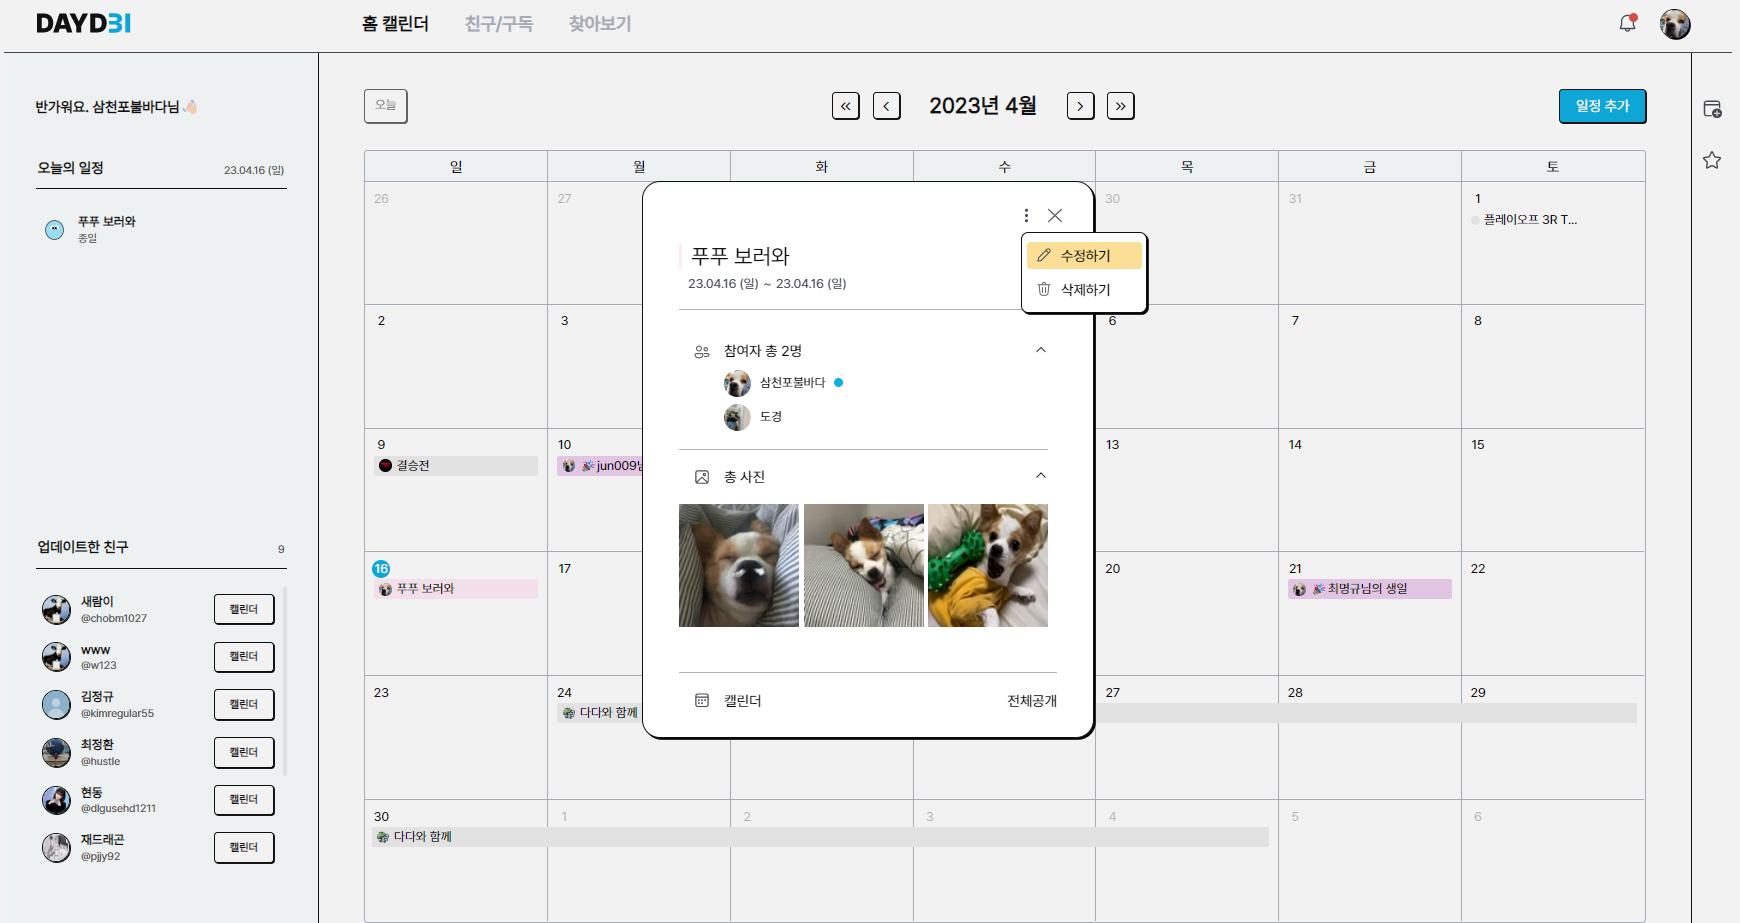 DAYDBI
홈 캘린더
친구/구독
찾아보기
반가워요. 삼천포불바다님👋🏻
오늘의 일정
23.04.16 (일)
푸푸 보러와
종일
업데이트한 친구
9
새람이
@chobm1027
캘린더
www
@w123
캘린더
김정규
@kimregular55
캘린더
최정환
@hustle
캘린더
현동
@dlgusehd1211
캘린더
재드래곤
@pjjy92
캘린더
오늘
«
<
2023년 4월
>
»
일정 추가
일 월 화 수 목 금 토
26 27 30 31 1
플레이오프 3R T...
2 3 6 7 8
9 10 13 14 15
결승전
🎉 jun009
16 17 20 21 22
푸푸 보러와
🎉 최명규님의 생일
23 24 27 28 29
다다와 함께
30 1 2 3 4 5 6
다다와 함께
푸푸 보러와
23.04.16 (일) ~ 23.04.16 (일)
수정하기
삭제하기
참여자 총 2명
삼천포불바다
도경
총 사진
캘린더
전체공개